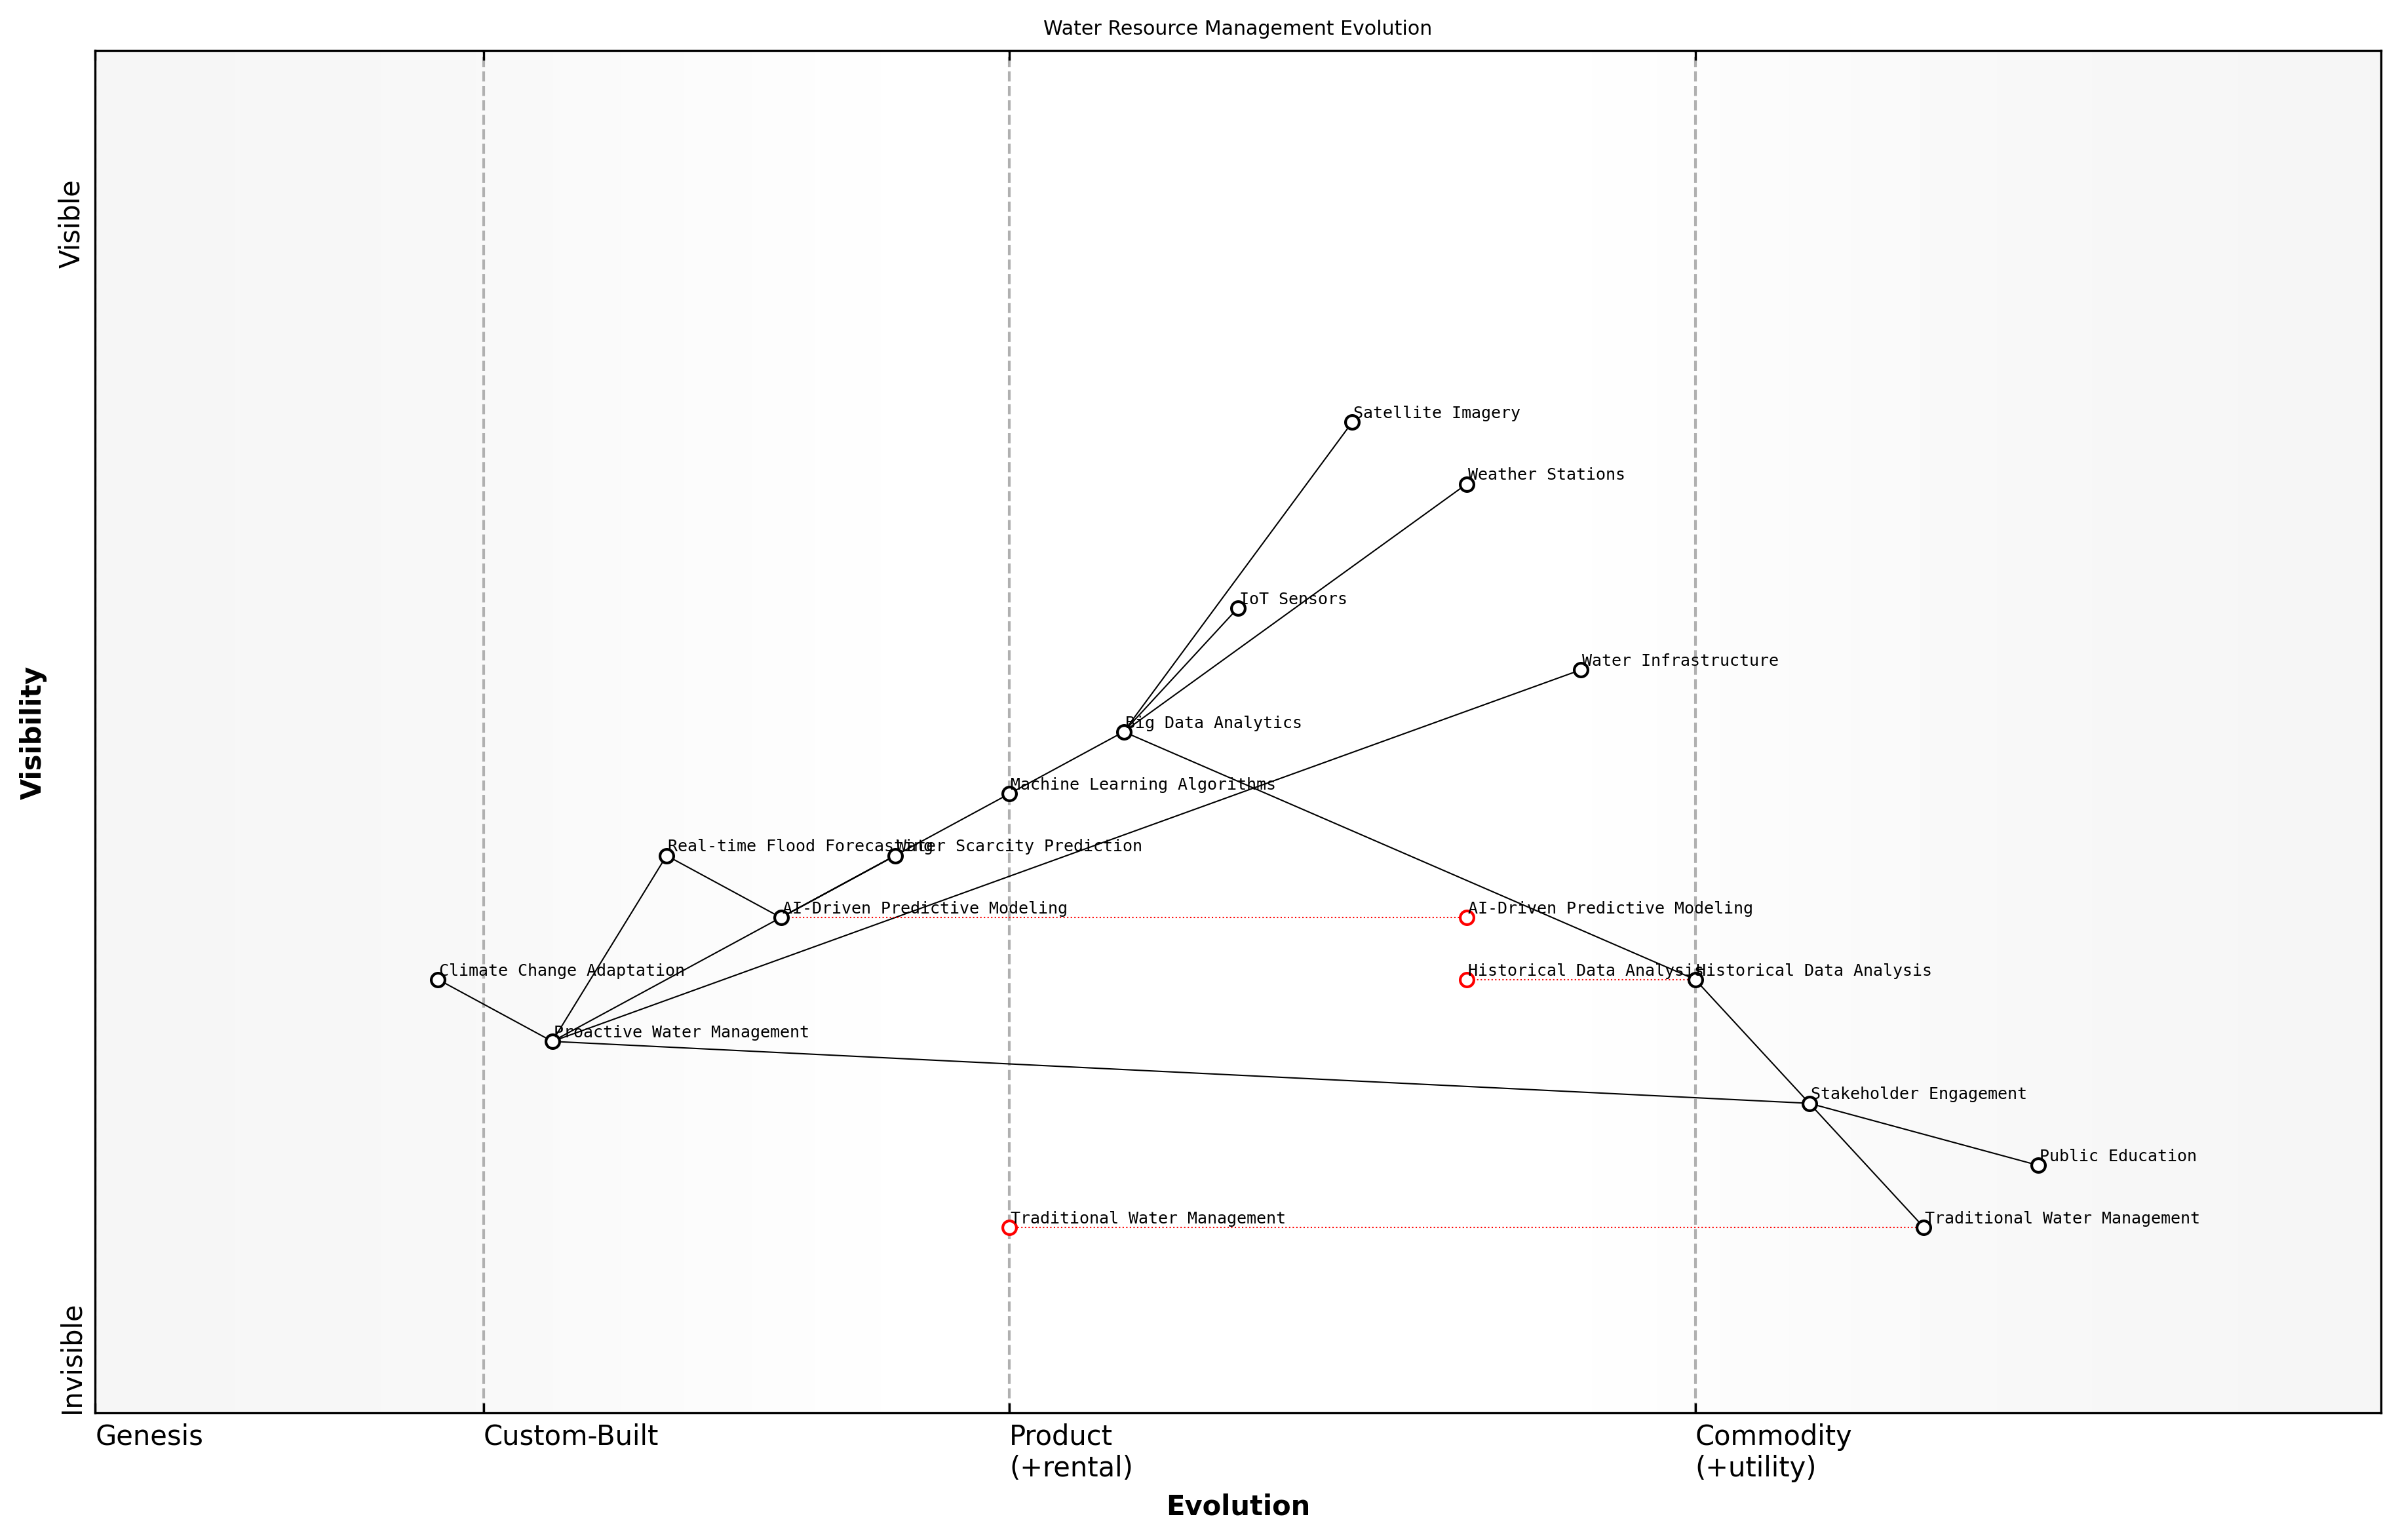 Water Resource Management Evolution
Visible
Satellite Imagery
Weather Stations
IoT Sensors
Water Infrastructure
Visibility
Big Data Analytics
Machine Learning Algorithms
Real-time Flood Forecasting
Water Scarcity Prediction
AI-Driven Predictive Modeling
AI-Driven Predictive Modeling
Climate Change Adaptation
Historical Data Analysis
Historical Data Analysis
Proactive Water Management
Stakeholder Engagement
Public Education
Traditional Water Management
Traditional Water Management
Invisible
Genesis
Custom-Built
Product
(+rental)
Commodity
(+utility)
Evolution